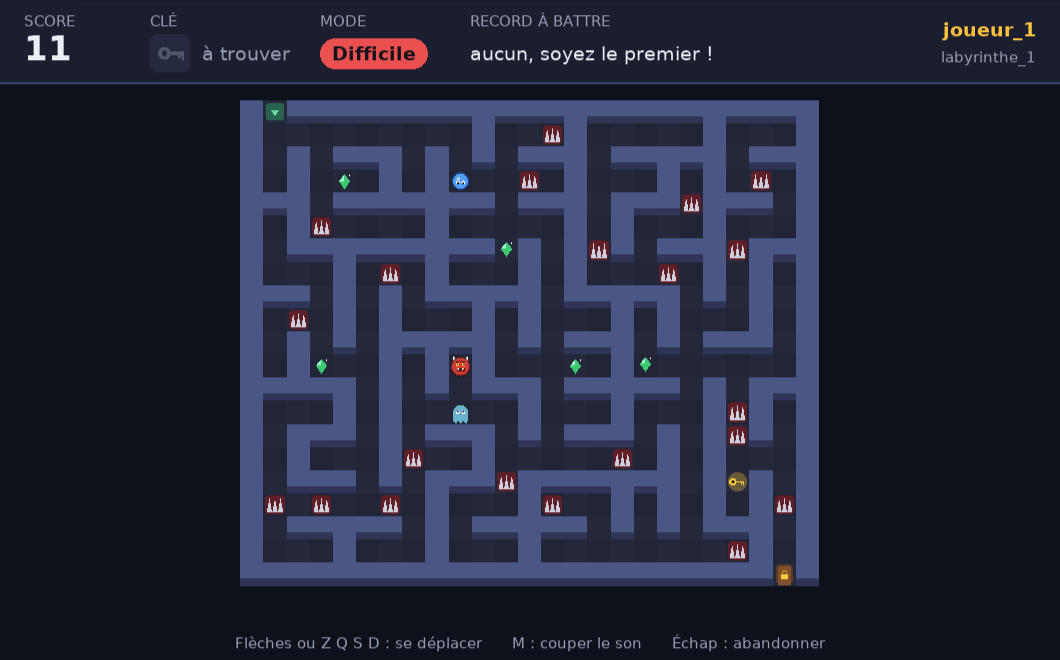 SCORE
11
CLÉ
à trouver
MODE
Difficile
RECORD À BATTRE
aucun, soyez le premier !
joueur_1
labyrinthe_1
Flèches ou Z Q S D : se déplacer M : couper le son Échap : abandonner